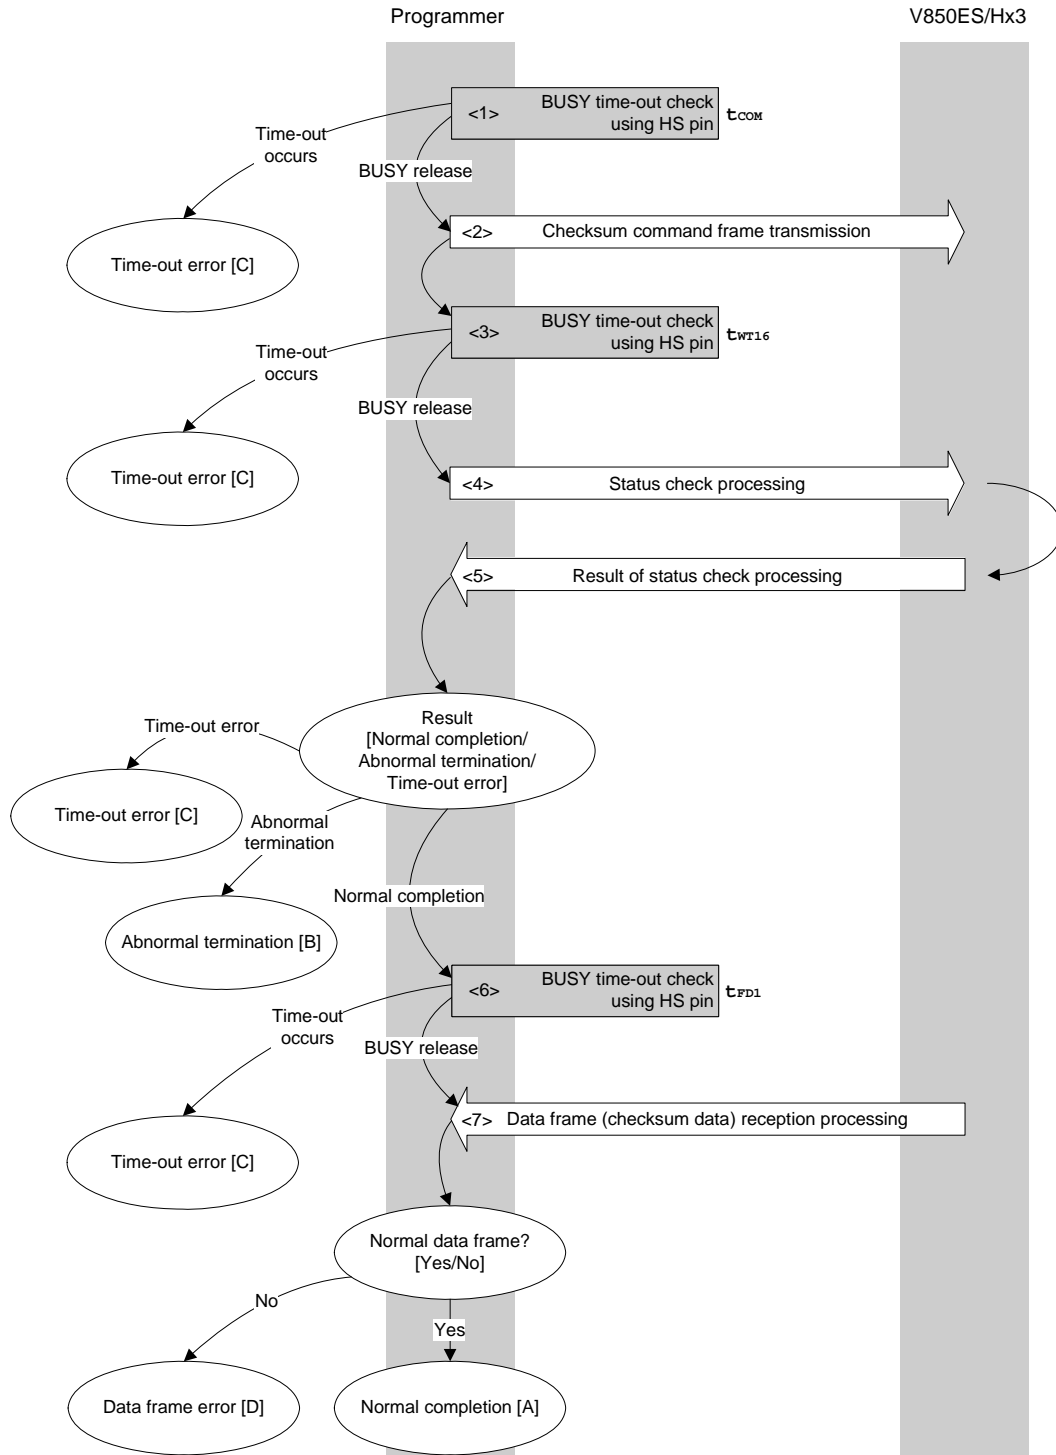 Programmer
V850ES/Hx3
<1>
BUSY time-out check
using HS pin
tCOM
Time-out
occurs
BUSY release
<2>
Checksum command frame transmission
Time-out error [C]
<3>
BUSY time-out check
using HS pin
tWT16
Time-out
occurs
BUSY release
Time-out error [C]
<4>
Status check processing
<5>
Result of status check processing
Result
[Normal completion/
Abnormal termination/
Time-out error]
Time-out error
Time-out error [C]
Abnormal
termination
Normal completion
Abnormal termination [B]
<6>
BUSY time-out check
using HS pin
tFD1
Time-out
occurs
BUSY release
<7>
Data frame (checksum data) reception processing
Time-out error [C]
Normal data frame?
[Yes/No]
No
Yes
Data frame error [D]
Normal completion [A]